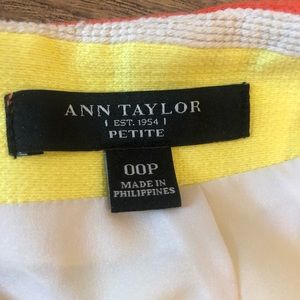 ANN TAYLOR
EST. 1954
PETITE
00P
MADE IN
PHILIPPINES